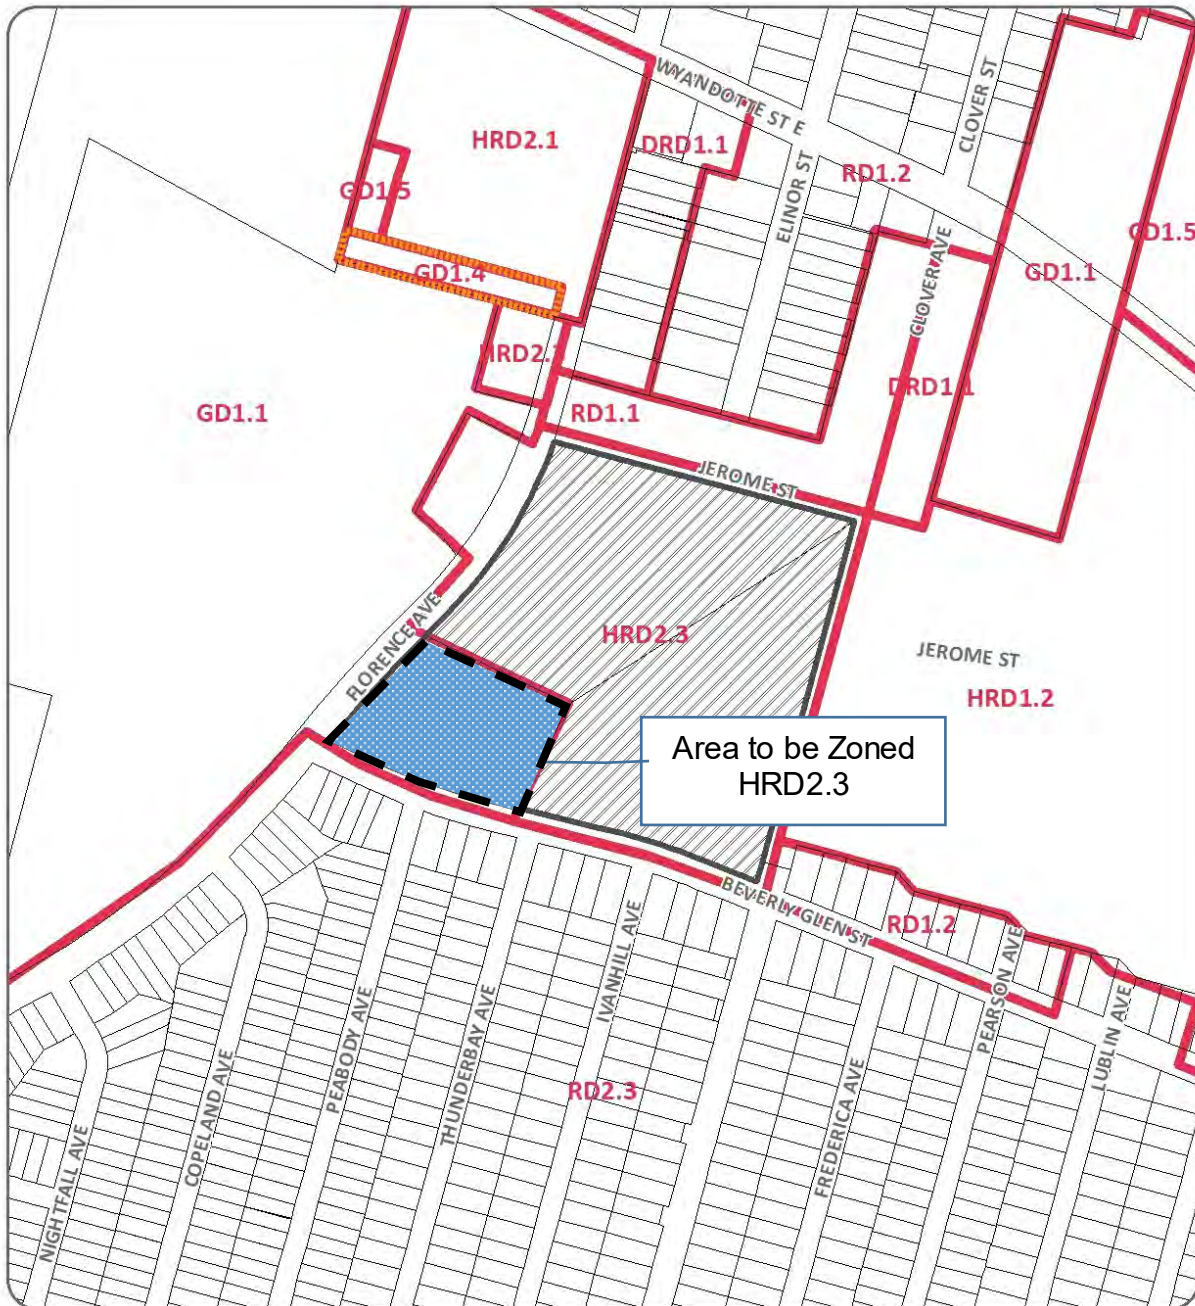 WYANDOTTE ST E
CLOVER ST
HRD2.1
DRD1.1
ELINOR ST
RD1.2
GD1.5
GD1.5
GD1.4
CLOVER AVE
GD1.1
HRD2.
DRD1.1
GD1.1
RD1.1
JEROME ST
FLORENCE AVE
HRD2.3
JEROME ST
HRD1.2
Area to be Zoned
HRD2.3
BEVERLY GLEN ST
RD1.2
IVANHILL AVE
PEARSON AVE
LUBLIN AVE
PEABODY AVE
THUNDERBAY AVE
COPELAND AVE
RD2.3
FREDERICA AVE
NIGHTFALL AVE